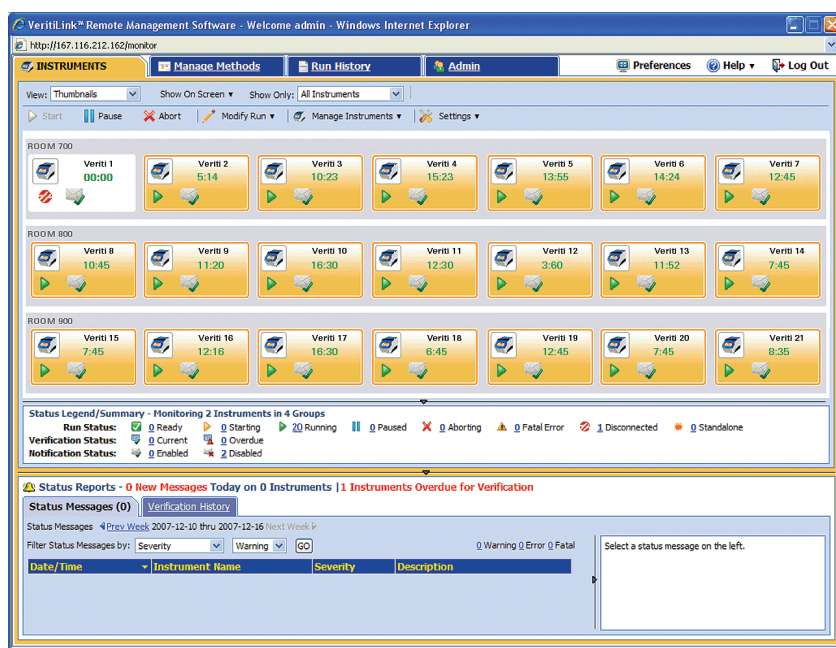 VeritiLink™ Remote Management Software - Welcome admin - Windows Internet Explorer
http://167.116.212.162/monitor
INSTRUMENTS Manage Methods Run History Admin Preferences Help Log Out
View: Thumbnails Show On Screen Show Only: All Instruments
Start Pause Abort Modify Run Manage Instruments Settings
ROOM 700
Veriti 1 Veriti 2 Veriti 3 Veriti 4 Veriti 5 Veriti 6 Veriti 7
00:00 5:14 10:23 15:23 13:55 14:24 12:45
ROOM 800
Veriti 8 Veriti 9 Veriti 10 Veriti 11 Veriti 12 Veriti 13 Veriti 14
10:45 11:20 16:30 12:30 3:60 11:52 7:45
ROOM 900
Veriti 15 Veriti 16 Veriti 17 Veriti 18 Veriti 19 Veriti 20 Veriti 21
7:45 12:16 16:30 6:45 12:45 7:45 8:35
Status Legend/Summary - Monitoring 2 Instruments in 4 Groups
Run Status: 0 Ready 0 Starting 20 Running 0 Paused 0 Aborting 0 Fatal Error 1 Disconnected 0 Standalone
Verification Status: 0 Current 0 Overdue
Notification Status: 0 Enabled 2 Disabled
Status Reports - 0 New Messages Today on 0 Instruments |1 Instruments Overdue for Verification
Status Messages (0) Verification History
Status Messages Prev Week 2007-12-10 thru 2007-12-16 Next Week
Filter Status Messages by: Severity Warning GO 0 Warning 0 Error 0 Fatal Select a status message on the left.
Date/Time Instrument Name Severity Description